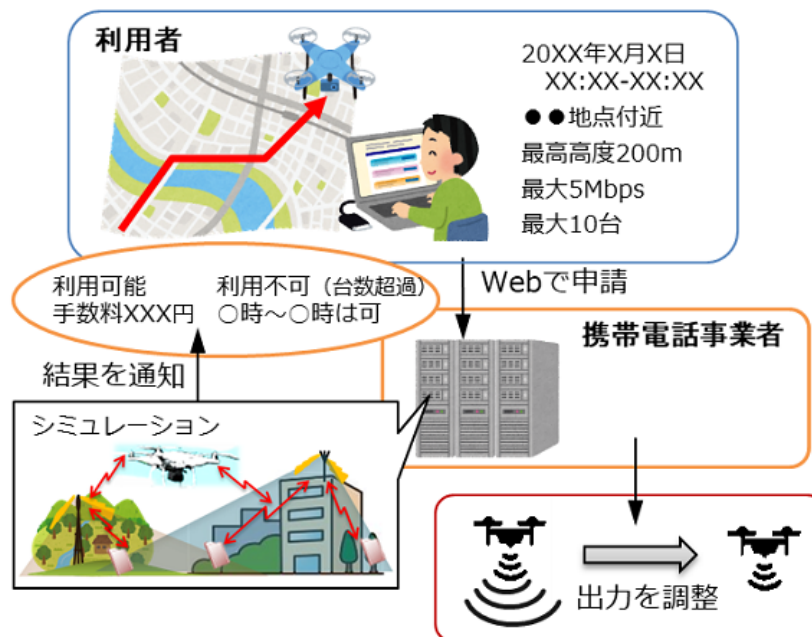 利用者
20XX年X月X日
XX:XX-XX:XX
●●地点付近
最高高度200m
最大5Mbps
最大10台
利用可能
手数料XXX円
利用不可（台数超過）
○時～○時は可
Webで申請
携帯電話事業者
結果を通知
シミュレーション
出力を調整